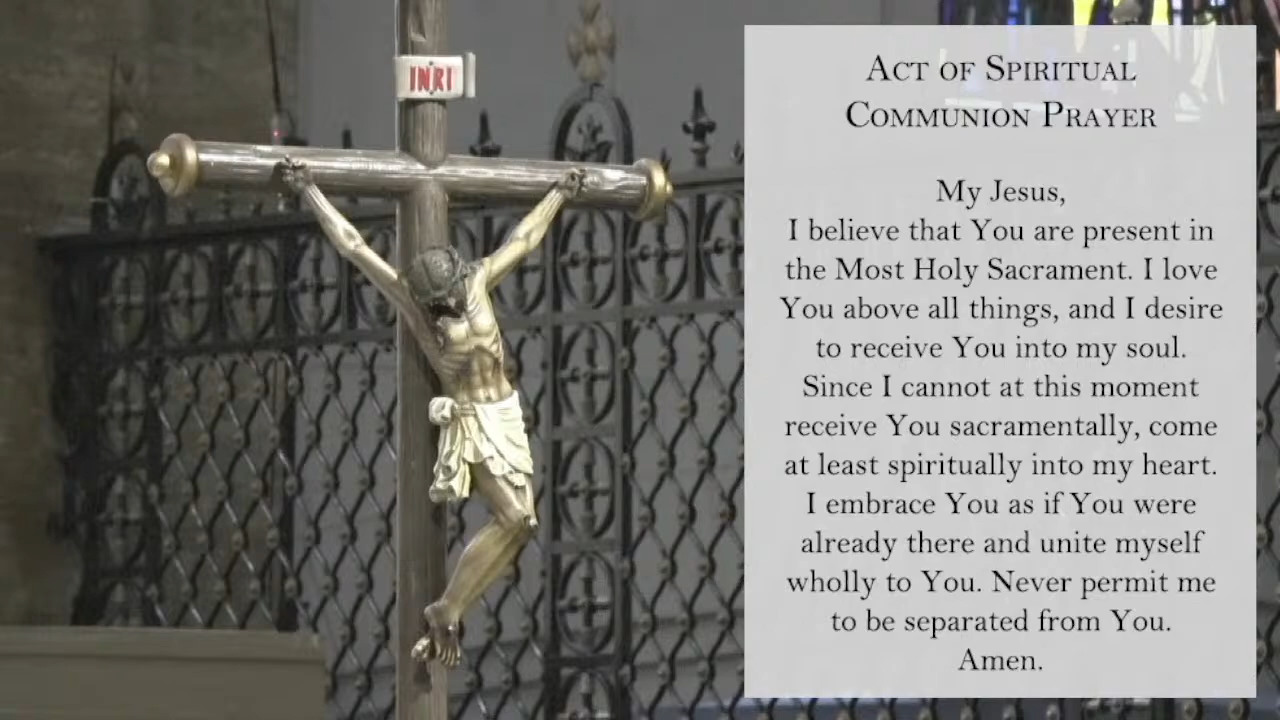 INRI
ACT OF SPIRITUAL
COMMUNION PRAYER
My Jesus,
I believe that You are present in
the Most Holy Sacrament. I love
You above all things, and I desire
to receive You into my soul.
Since I cannot at this moment
receive You sacramentally, come
at least spiritually into my heart.
I embrace You as if You were
already there and unite myself
wholly to You. Never permit me
to be separated from You.
Amen.